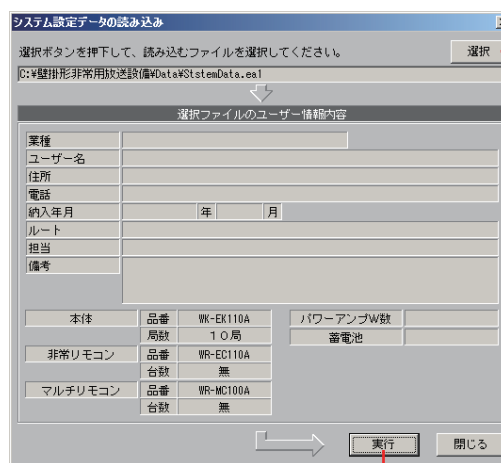 システム設定データの読み込み
選択ボタンを押下して、読み込むファイルを選択してください。 選択
C:¥壁掛形非常用放送設備¥Data¥StstemData.ea1
選択ファイルのユーザー情報内容
業種
ユーザー名
住所
電話
納入年月 年 月
ルート
担当
備考
本体 品番 WK-EK110A パワーアンプW数
局数 10局 蓄電池
非常リモコン 品番 WR-EC110A
台数 無
マルチリモコン 品番 WR-MC100A
台数 無
実行 閉じる